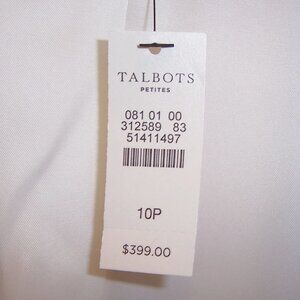 TALBOTS
PETITES
081 01 00
312589 83
51411497
10P
$399.00